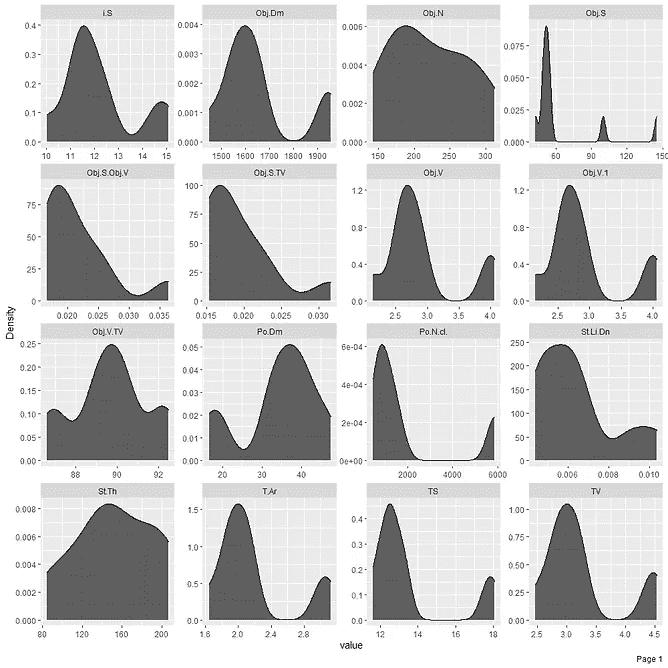 i.S
Obj.Dm
Obj.N
Obj.S
0.4
0.3
0.2
0.1
0.0
10 11 12 13 14 15
0.004
0.003
0.002
0.001
0.000
1500 1600 1700 1800 1900
0.006
0.004
0.002
0.000
150 200 250 300
0.075
0.050
0.025
0.000
60 90 120 150
Obj.S.Obj.V
Obj.S.TV
Obj.V
Obj.V.1
75
50
25
0
0.020 0.025 0.030 0.035
100
75
50
25
0
0.015 0.020 0.025 0.030
1.2
0.8
0.4
0.0
2.5 3.0 3.5 4.0
1.2
0.8
0.4
0.0
2.5 3.0 3.5 4.0
Density
Obj.V.TV
Po.Dm
Po.N.cl.
St.Li.Dn
0.25
0.20
0.15
0.10
0.05
0.00
88 90 92
0.05
0.04
0.03
0.02
0.01
0.00
20 30 40
6e-04
4e-04
2e-04
0e+00
2000 4000 6000
250
200
150
100
50
0
0.006 0.008 0.010
St.Th
T.Ar
TS
TV
0.008
0.006
0.004
0.002
0.000
80 120 160 200
1.5
1.0
0.5
0.0
1.6 2.0 2.4 2.8
0.4
0.3
0.2
0.1
0.0
12 14 16 18
1.00
0.75
0.50
0.25
0.00
2.5 3.0 3.5 4.0 4.5
value
Page 1